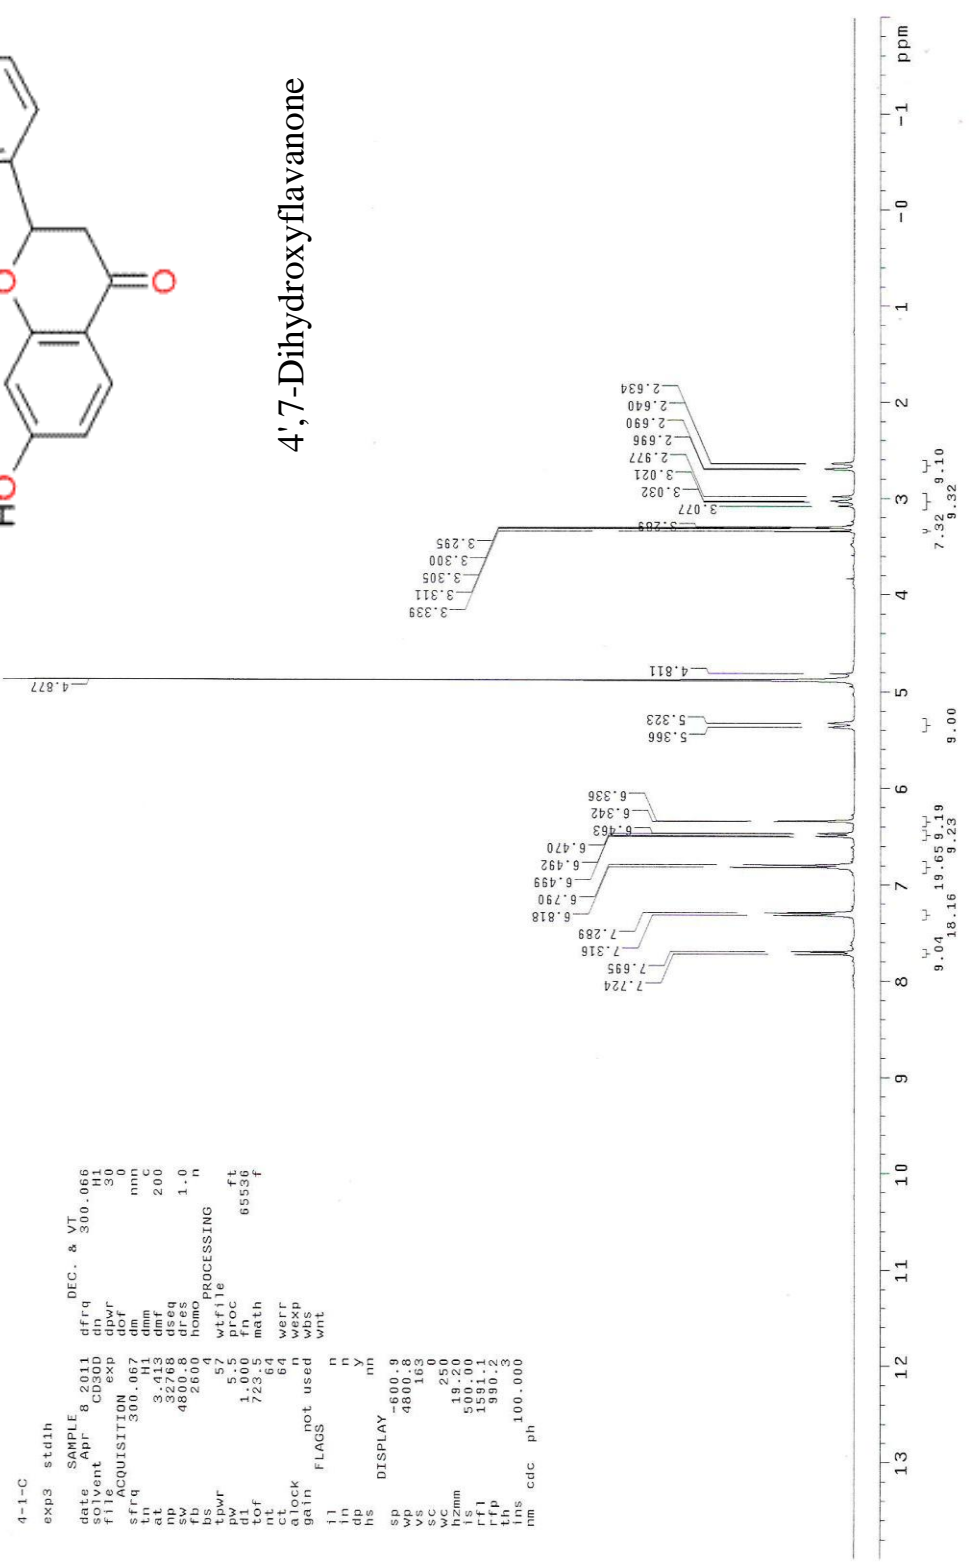 4-1-C
exp3 std1h
SAMPLE
date Apr 8 2011
solvent CD3OD
file exp
ACQUISITION
sfrq 300.067
tn H1
at 3.413
np 32768
sw 4800.8
fb 2600
bs 4
tpwr 57
pw 5.5
d1 1.000
tof 723.5
nt 64
ct 64
alock n
gain not used
FLAGS
il n
in n
dp y
hs nn
DISPLAY
sp -600.9
wp 4800.8
vs 163
sc 0
wc 250
hzmm 19.20
is 500.00
rfl 1591.1
rfp 990.2
th 3
ins 100.000
nm cdc ph
DEC. & VT
dfrq 300.066
dn H1
dpwr 30
dof 0
dm nnn
dmm c
dmf 200
dseq
dres 1.0
homo n
PROCESSING
wtfile
proc ft
fn 65536
math f
werr
wexp
wbs
wnt
HO
O
O
4',7-Dihydroxyflavanone
7.724
7.695
7.316
7.289
6.818
6.790
6.499
6.492
6.470
6.463
6.342
6.336
5.366
5.323
4.877
4.811
3.339
3.311
3.305
3.300
3.295
3.289
3.077
3.032
3.021
2.977
2.696
2.690
2.640
2.634
13 12 11 10 9 8 7 6 5 4 3 2 1 -0 -1 ppm
9.04 19.65 9.19 7.32 9.10
18.16 9.23 9.00 9.32